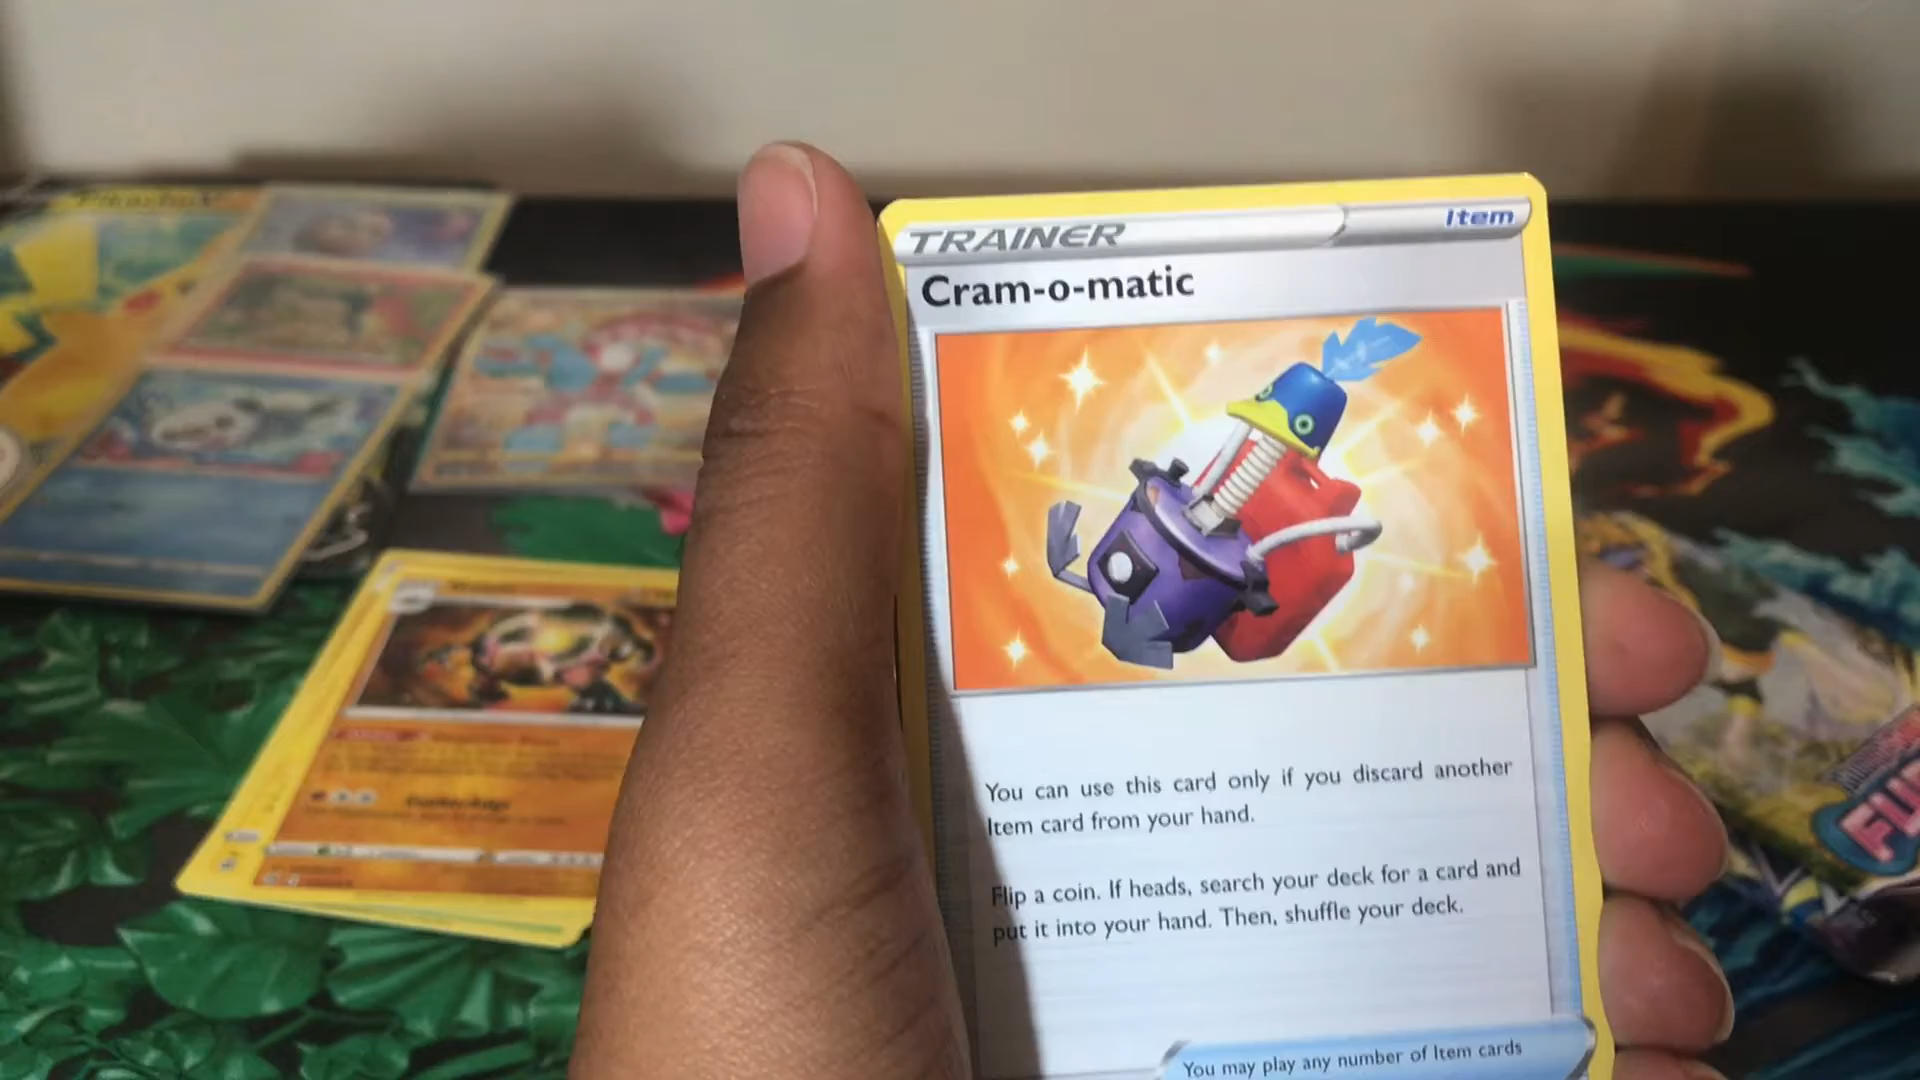 TRAINER
Item
Cram-o-matic
You can use this card only if you discard another
Item card from your hand.
Flip a coin. If heads, search your deck for a card and
put it into your hand. Then, shuffle your deck.
You may play any number of Item cards